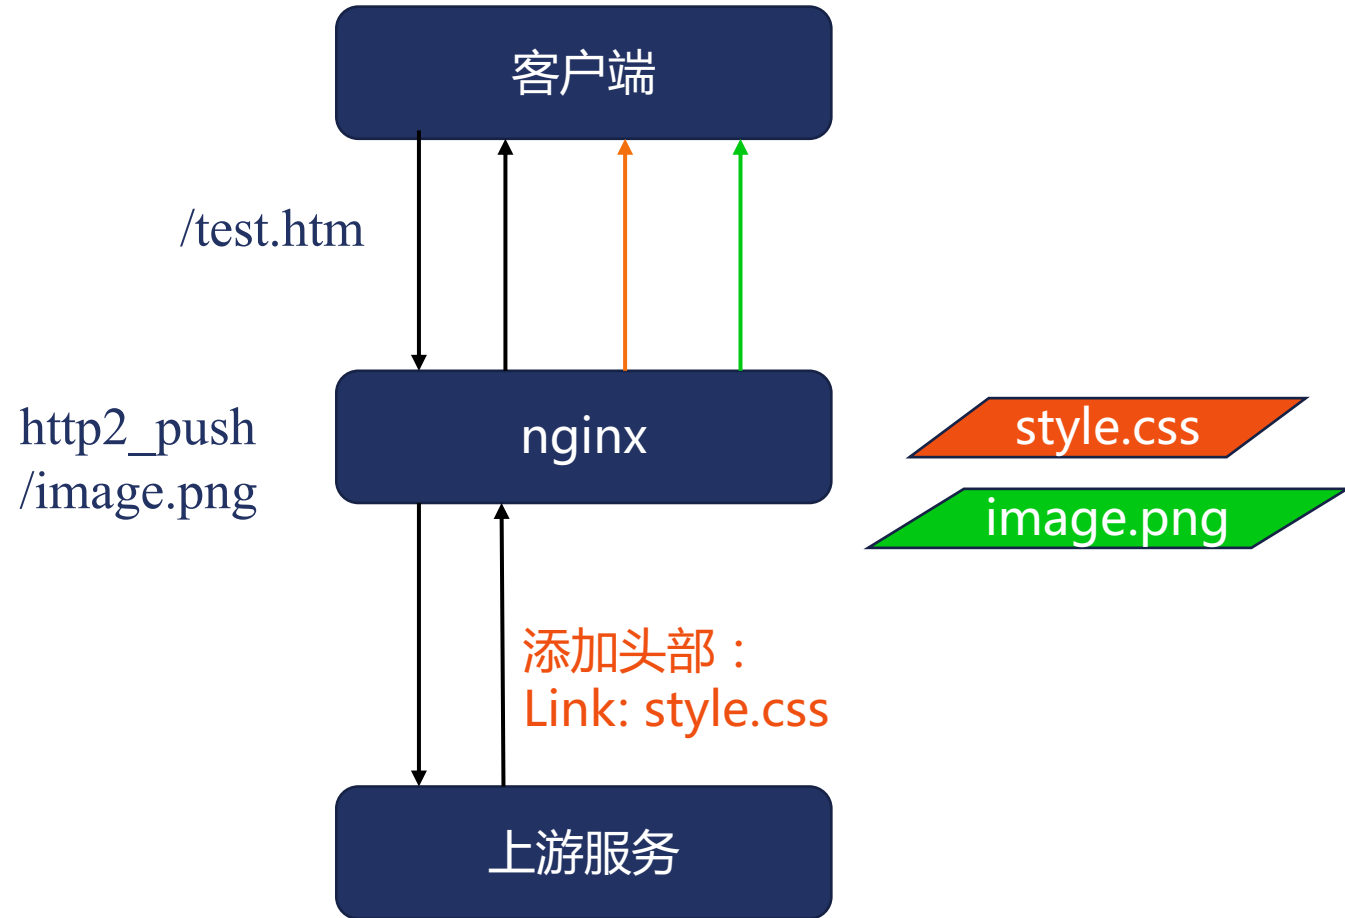 客户端
/test.htm
http2_push
/image.png
nginx
style.css
image.png
添加头部：
Link: style.css
上游服务